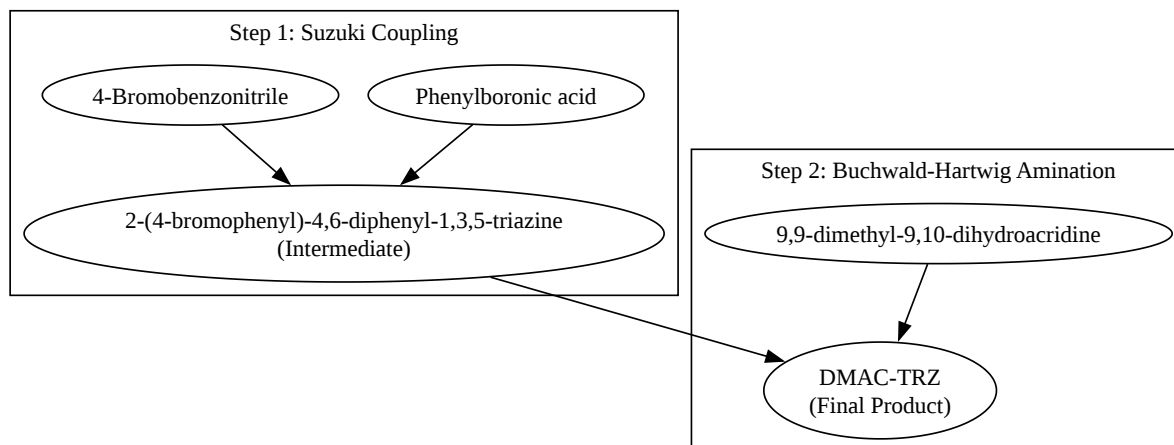 Step 1: Suzuki Coupling
4-Bromobenzonitrile
Phenylboronic acid
2-(4-bromophenyl)-4,6-diphenyl-1,3,5-triazine
(Intermediate)
Step 2: Buchwald-Hartwig Amination
9,9-dimethyl-9,10-dihydroacridine
DMAC-TRZ
(Final Product)